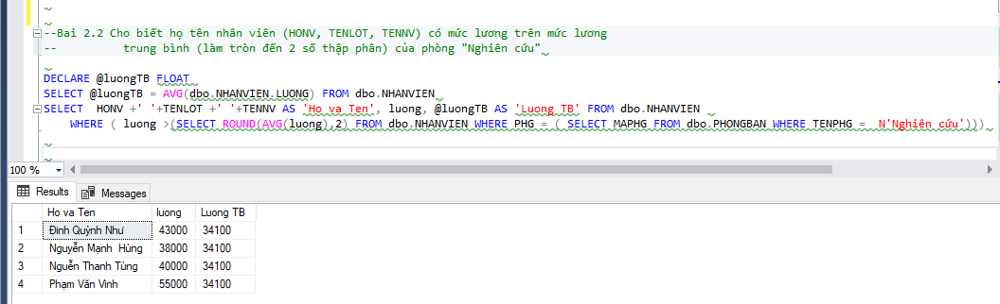 --Bai 2.2 Cho biết họ tên nhân viên (HONV, TENLOT, TENNV) có mức lương trên mức lương
-- trung bình (làm tròn đến 2 số thập phân) của phòng "Nghiên cứu"
DECLARE @luongTB FLOAT
SELECT @luongTB = AVG(dbo.NHANVIEN.LUONG) FROM dbo.NHANVIEN
SELECT HONV +' '+TENLOT +' '+TENNV AS 'Ho va Ten', luong, @luongTB AS 'Luong TB' FROM dbo.NHANVIEN
WHERE ( luong >(SELECT ROUND(AVG(luong),2) FROM dbo.NHANVIEN WHERE PHG = ( SELECT MAPHG FROM dbo.PHONGBAN WHERE TENPHG = N'Nghiên cứu')))
100 %
Results Messages
Ho va Ten luong Luong TB
1 Đinh Quỳnh Như 43000 34100
2 Nguyễn Mạnh Hùng 38000 34100
3 Nguễn Thanh Tùng 40000 34100
4 Phạm Văn Vinh 55000 34100